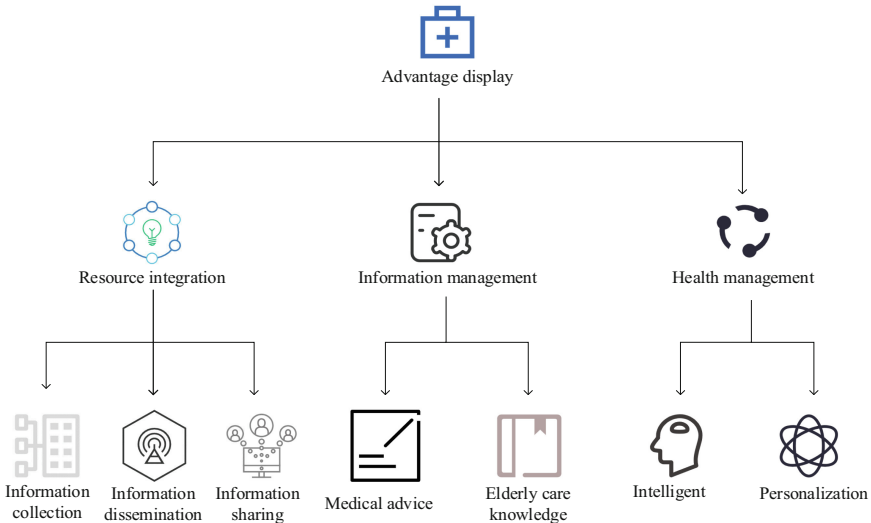 Advantage display
Resource integration
Information management
Health management
Information
collection
Information
dissemination
Information
sharing
Medical advice
Elderly care
knowledge
Intelligent
Personalization